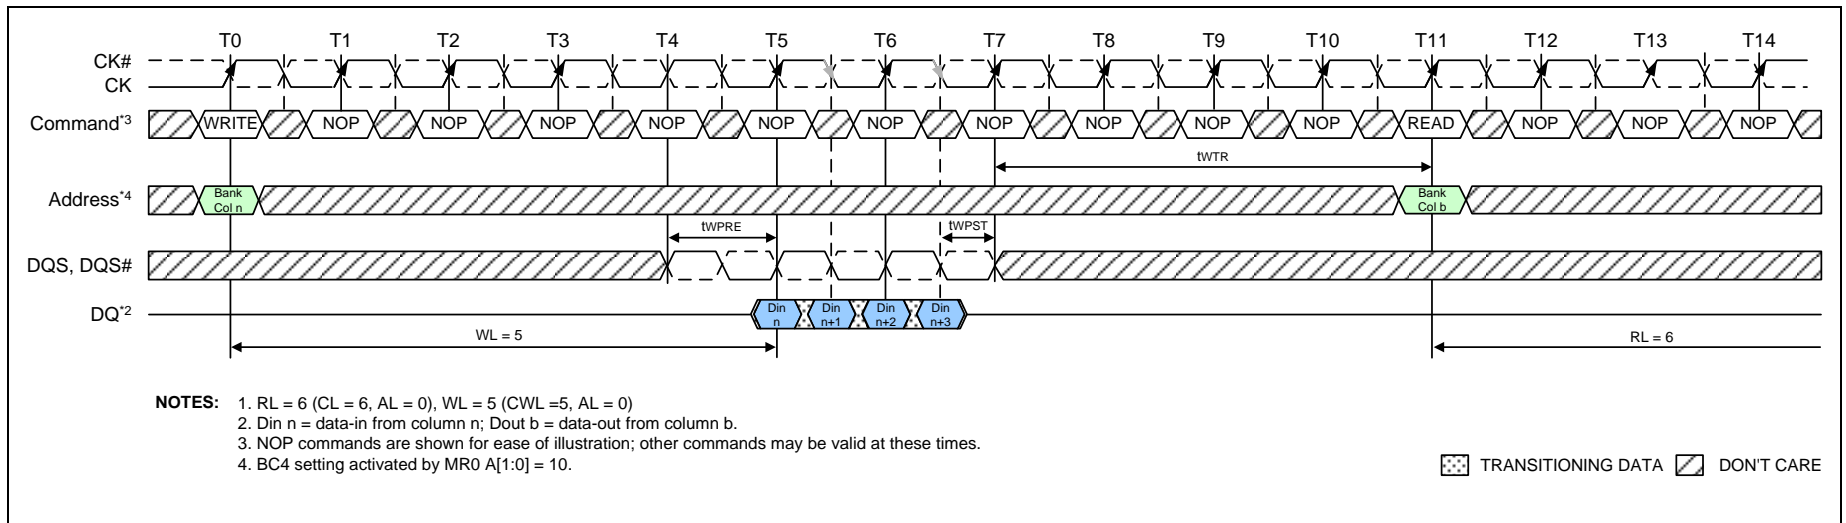 T0 T1 T2 T3 T4 T5 T6 T7 T8 T9 T10 T11 T12 T13 T14
CK#
CK
Command*3 WRITE NOP NOP NOP NOP NOP NOP NOP NOP NOP NOP READ NOP NOP NOP
tWTR
Address*4 Bank Col n Bank Col b
tWPRE tWPST
DQS, DQS#
DQ*2 Din n Din n+1 Din n+2 Din n+3
WL = 5 RL = 6
NOTES: 1. RL = 6 (CL = 6, AL = 0), WL = 5 (CWL =5, AL = 0)
2. Din n = data-in from column n; Dout b = data-out from column b.
3. NOP commands are shown for ease of illustration; other commands may be valid at these times.
4. BC4 setting activated by MR0 A[1:0] = 10.
TRANSITIONING DATA DON'T CARE